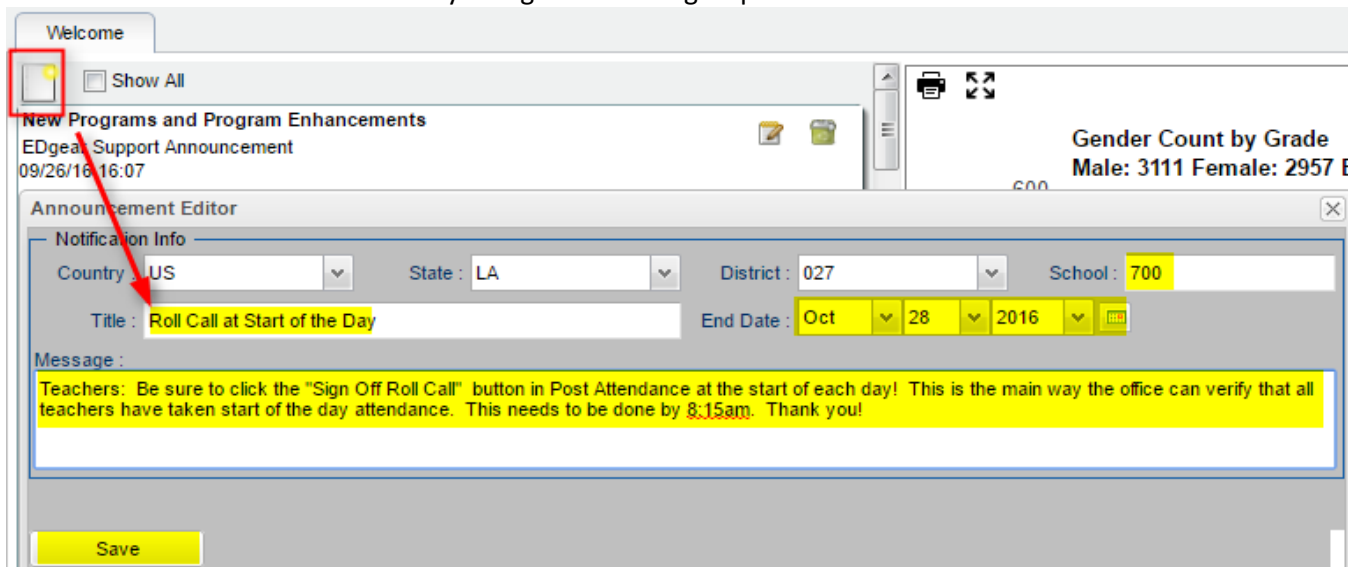 Welcome
Show All
New Programs and Program Enhancements
EDgear Support Announcement
09/26/16 16:07
Gender Count by Grade
Male: 3111 Female: 2957
600
Announcement Editor
Notification Info
Country : US State : LA District : 027 School : 700
Title : Roll Call at Start of the Day End Date : Oct 28 2016
Message :
Teachers: Be sure to click the "Sign Off Roll Call" button in Post Attendance at the start of each day! This is the main way the office can verify that all
teachers have taken start of the day attendance. This needs to be done by 8:15am. Thank you!
Save